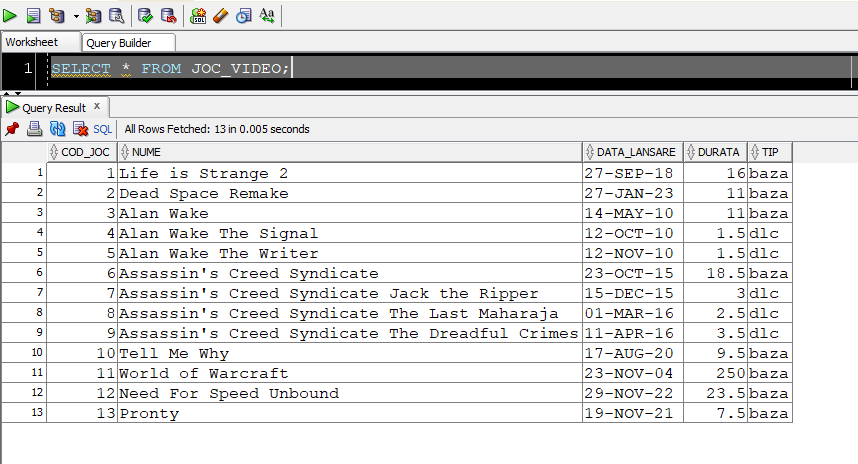 SQL
Aa
Worksheet Query Builder
1 SELECT * FROM JOC_VIDEO;
Query Result x
SQL All Rows Fetched: 13 in 0.005 seconds
COD_JOC NUME DATA_LANSARE DURATA TIP
1 1 Life is Strange 2 27-SEP-18 16 baza
2 2 Dead Space Remake 27-JAN-23 11 baza
3 3 Alan Wake 14-MAY-10 11 baza
4 4 Alan Wake The Signal 12-OCT-10 1.5 dlc
5 5 Alan Wake The Writer 12-NOV-10 1.5 dlc
6 6 Assassin's Creed Syndicate 23-OCT-15 18.5 baza
7 7 Assassin's Creed Syndicate Jack the Ripper 15-DEC-15 3 dlc
8 8 Assassin's Creed Syndicate The Last Maharaja 01-MAR-16 2.5 dlc
9 9 Assassin's Creed Syndicate The Dreadful Crimes 11-APR-16 3.5 dlc
10 10 Tell Me Why 17-AUG-20 9.5 baza
11 11 World of Warcraft 23-NOV-04 250 baza
12 12 Need For Speed Unbound 29-NOV-22 23.5 baza
13 13 Pronty 19-NOV-21 7.5 baza